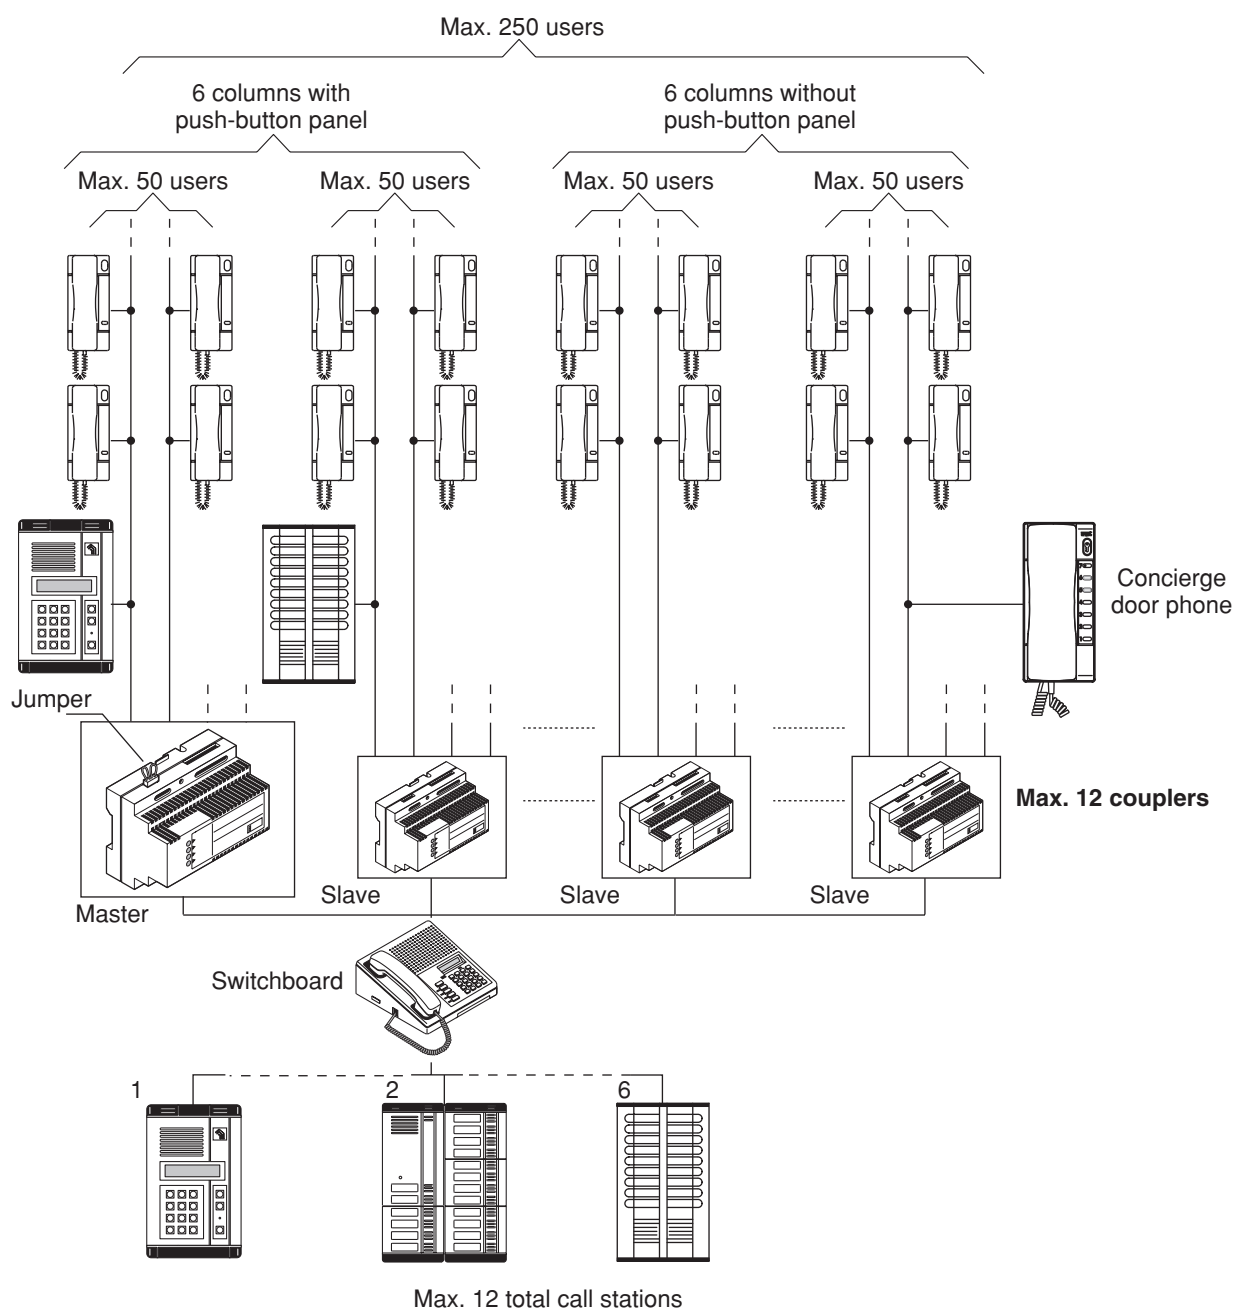 Max. 250 users
6 columns with
push-button panel
6 columns without
push-button panel
Max. 50 users
Max. 50 users
Max. 50 users
Max. 50 users
Concierge
door phone
Jumper
Max. 12 couplers
Master
Slave
Slave
Slave
Switchboard
1
2
6
Max. 12 total call stations